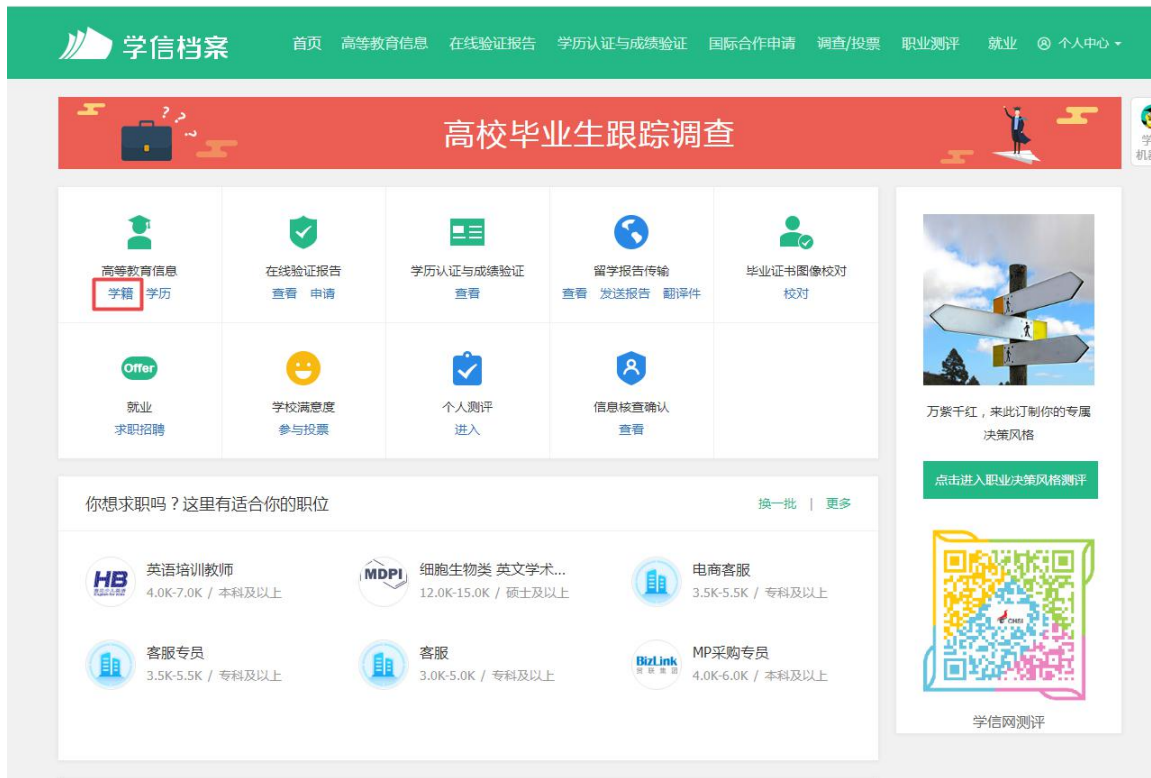 学信档案
首页 高等教育信息 在线验证报告 学历认证与成绩验证 国际合作申请 调查/投票 职业测评 就业 个人中心
???
高校毕业生跟踪调查
学
高等教育信息
学籍 学历
在线验证报告
查看 申请
学历认证与成绩验证
查看
留学报告传输
查看 发送报告 翻译件
毕业证书图像校对
校对
Offer
就业
求职招聘
学校满意度
参与投票
个人测评
进入
信息核查确认
查看
万紫千红，来此订制你的专属
决策风格
点击进入职业决策风格测评
学信网测评
你想求职吗？这里有适合你的职位
换一批 | 更多
HB
英语培训教师
4.0K-7.0K / 本科及以上
MDPI
细胞生物类 英文学术...
12.0K-15.0K / 硕士及以上
电商客服
3.5K-5.5K / 专科及以上
客服专员
3.5K-5.5K / 专科及以上
客服
3.0K-5.0K / 专科及以上
BizLink
贸联集团
MP采购专员
4.0K-6.0K / 本科及以上